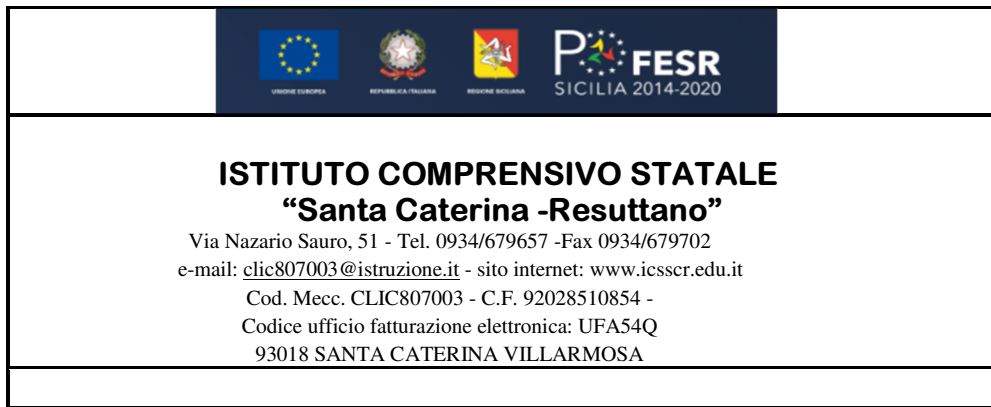 UNIONE EUROPEA
REPUBBLICA ITALIANA
REGIONE SICILIANA
PO FESR
SICILIA 2014-2020
ISTITUTO COMPRENSIVO STATALE
“Santa Caterina -Resuttano”
Via Nazario Sauro, 51 - Tel. 0934/679657 -Fax 0934/679702
e-mail: clic807003@istruzione.it - sito internet: www.icsscr.edu.it
Cod. Mecc. CLIC807003 - C.F. 92028510854 -
Codice ufficio fatturazione elettronica: UFA54Q
93018 SANTA CATERINA VILLARMOSA